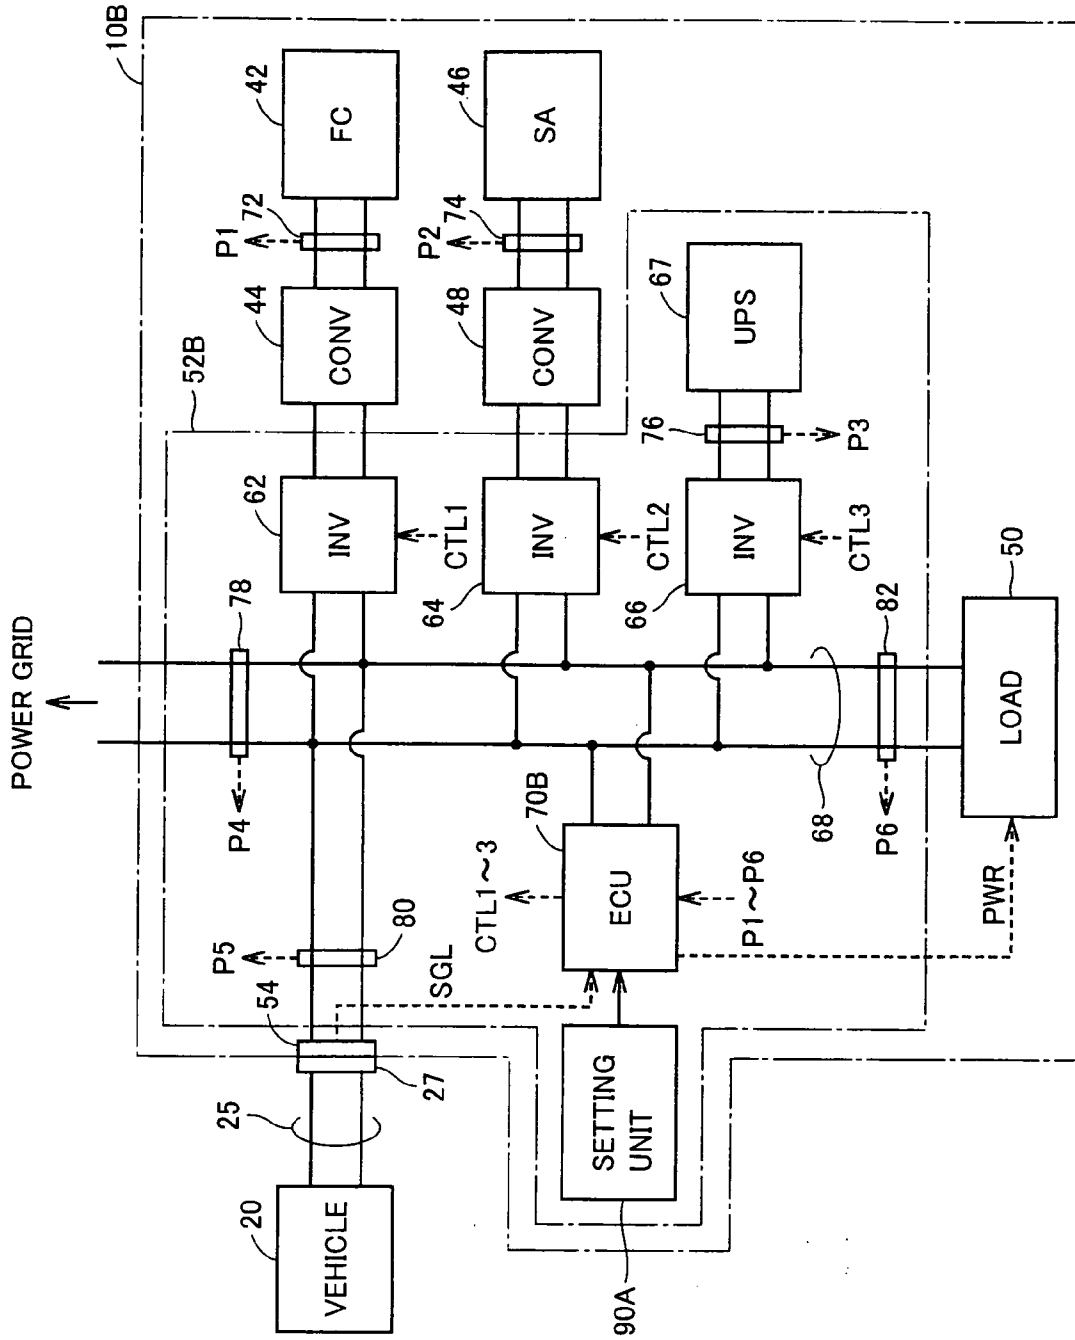 10B
POWER GRID
52B
78
P4
P5
80
54
27
25
20
VEHICLE
SGL
62
INV
CTL1
44
CONV
P1
72
42
FC
64
INV
CTL2
48
CONV
P2
74
46
SA
66
INV
CTL3
76
P3
67
UPS
70B
ECU
CTL1~3
P1~P6
SETTING
UNIT
90A
68
P6
82
PWR
50
LOAD